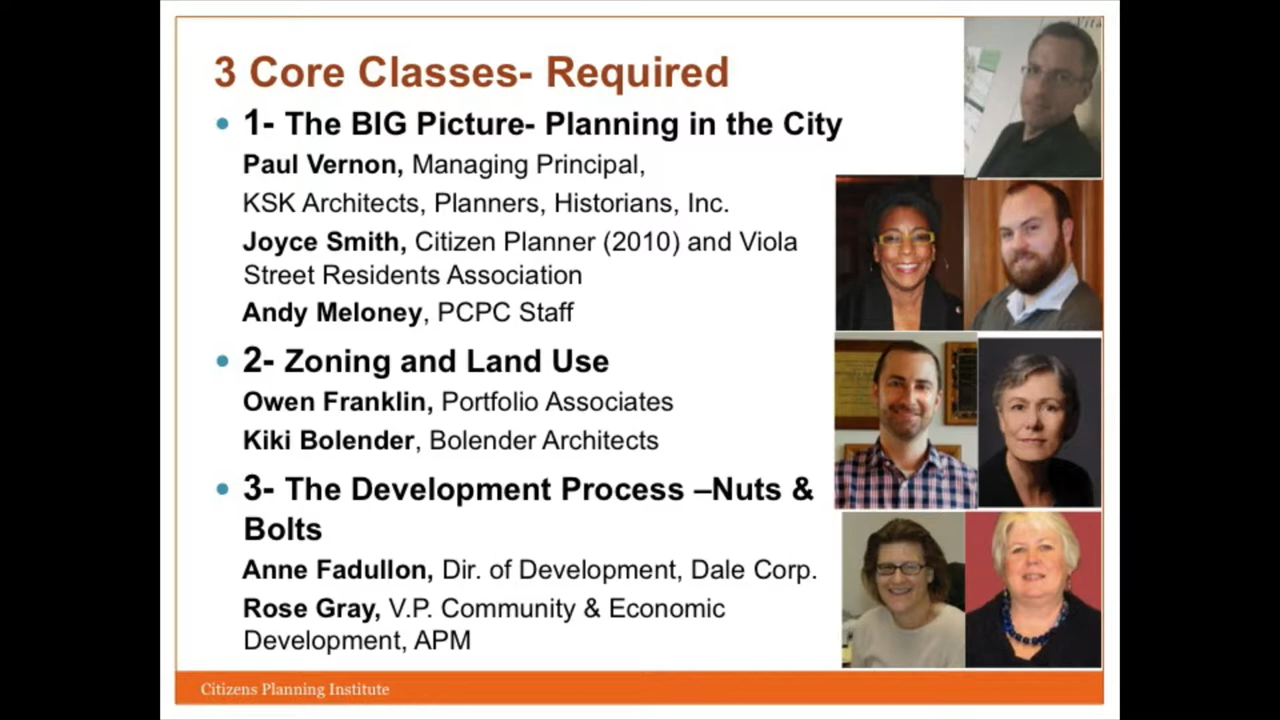 3 Core Classes- Required
• 1- The BIG Picture- Planning in the City
Paul Vernon, Managing Principal,
KSK Architects, Planners, Historians, Inc.
Joyce Smith, Citizen Planner (2010) and Viola
Street Residents Association
Andy Meloney, PCPC Staff
• 2- Zoning and Land Use
Owen Franklin, Portfolio Associates
Kiki Bolender, Bolender Architects
• 3- The Development Process –Nuts &
Bolts
Anne Fadullon, Dir. of Development, Dale Corp.
Rose Gray, V.P. Community & Economic
Development, APM
Citizens Planning Institute